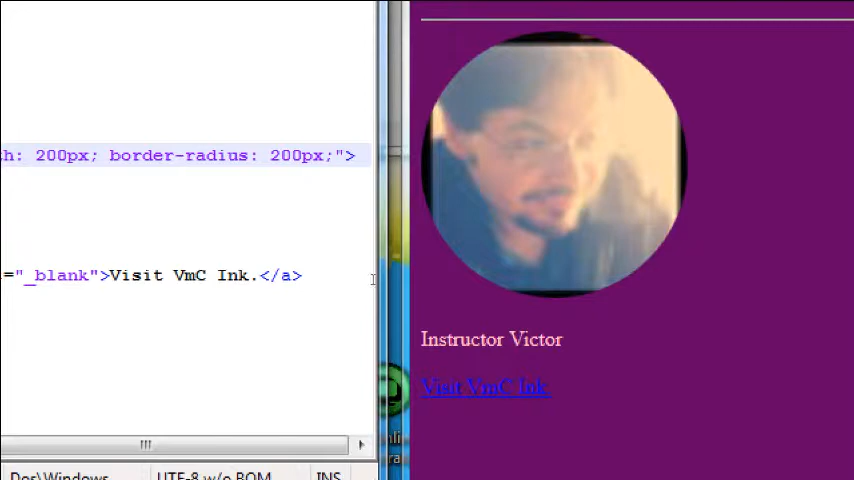 th: 200px; border-radius: 200px;">
="_blank">Visit VmC Ink.</a>
Dos\Windows
UTF-8 w/o BOM
INS
Instructor Victor
Visit VmC Ink.